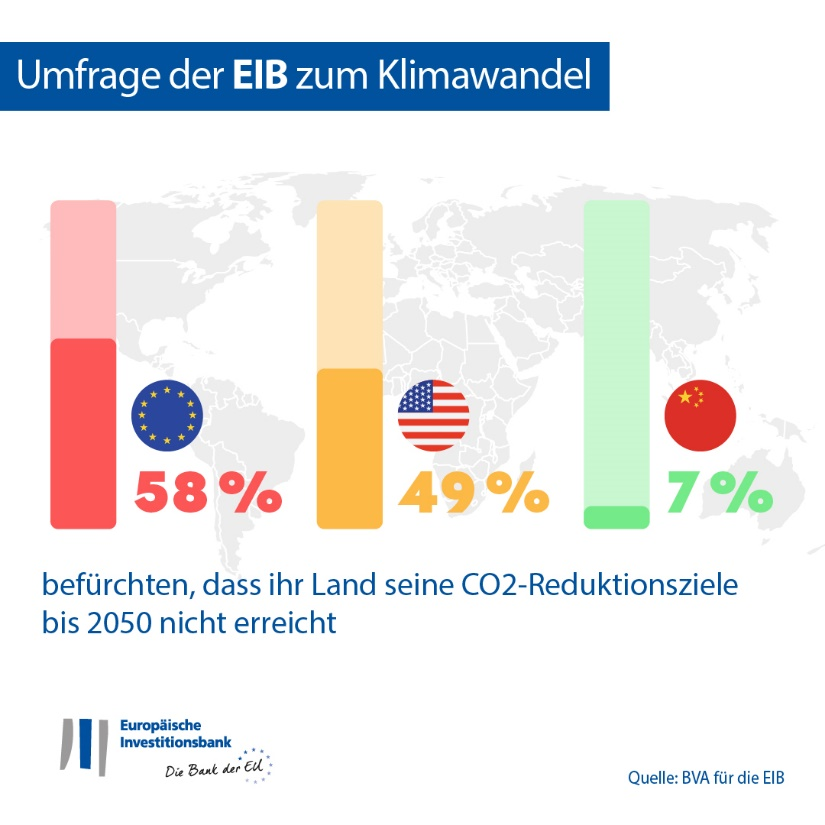 Umfrage der EIB zum Klimawandel
58 %
49 %
7 %
befürchten, dass ihr Land seine CO2-Reduktionsziele
bis 2050 nicht erreicht
Europäische
Investitionsbank
Die Bank der EU
Quelle: BVA für die EIB